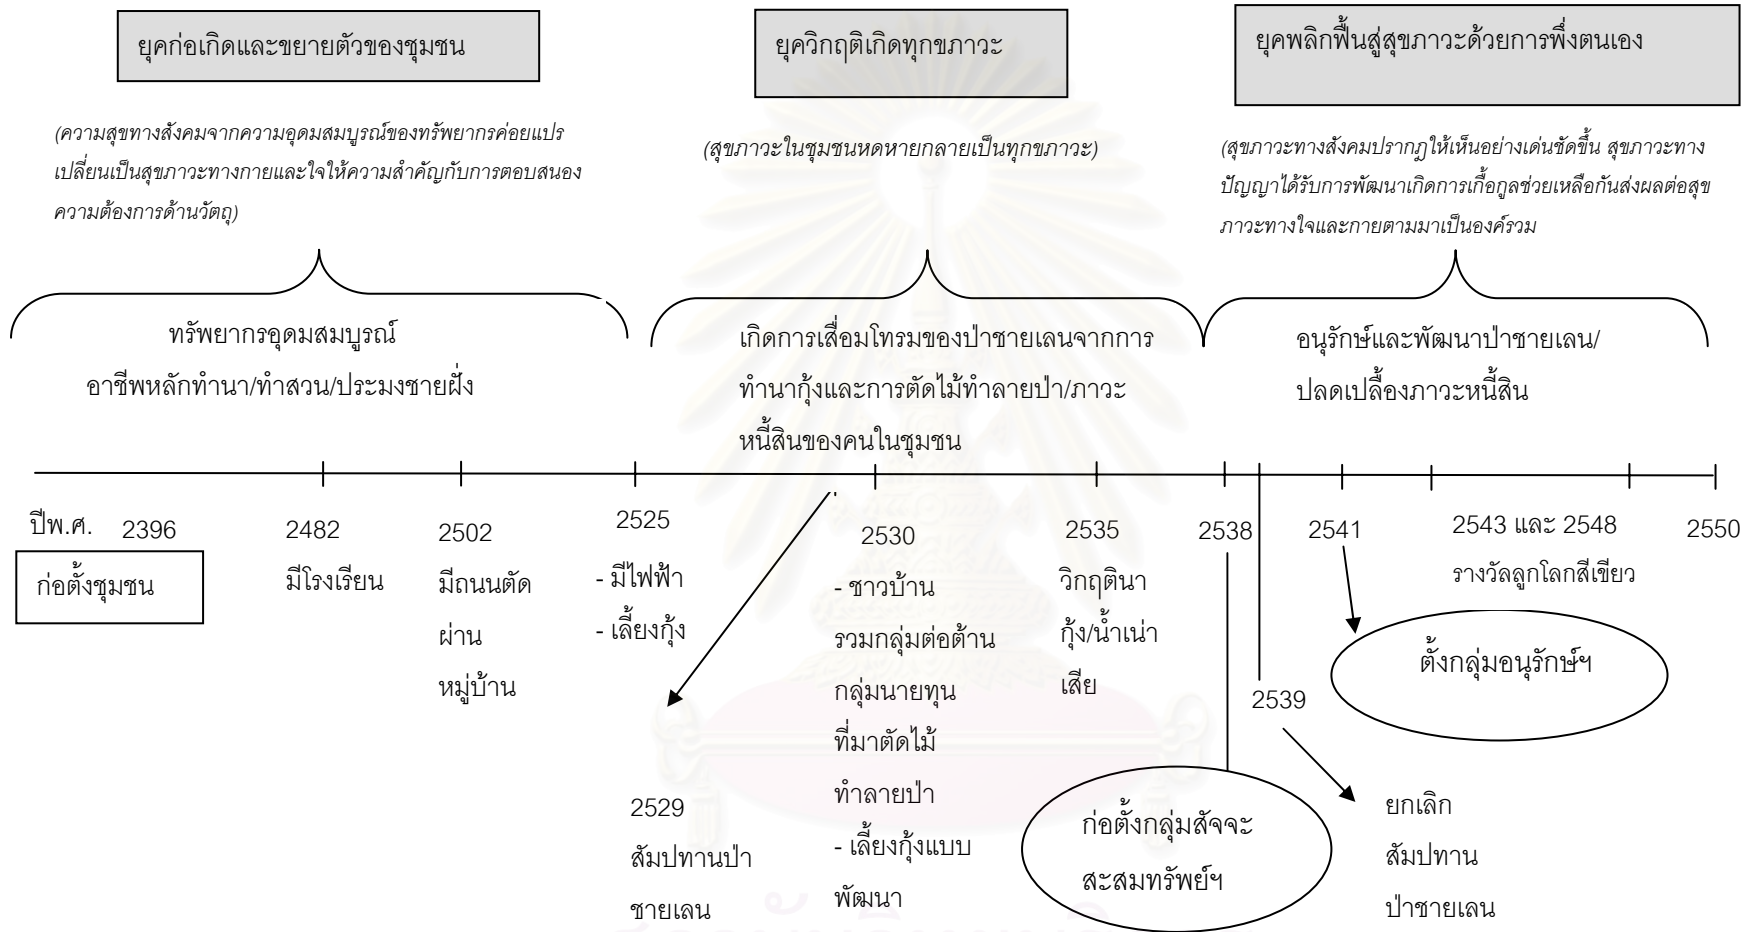 ยุคก่อเกิดและขยายตัวของชุมชน
ยุควิกฤติเกิดทุกขภาวะ
ยุคพลิกฟื้นสู่สุขภาวะด้วยการพึ่งตนเอง
(ความสุขทางสังคมจากความอุดมสมบูรณ์ของทรัพยากรค่อยแปร
เปลี่ยนเป็นสุขภาวะทางกายและใจให้ความสำคัญกับการตอบสนอง
ความต้องการด้านวัตถุ)
(สุขภาวะในชุมชนหดหายกลายเป็นทุกขภาวะ)
(สุขภาวะทางสังคมปรากฏให้เห็นอย่างเด่นชัดขึ้น สุขภาวะทาง
ปัญญาได้รับการพัฒนาเกิดการเกื้อกูลช่วยเหลือกันส่งผลต่อสุข
ภาวะทางใจและกายตามมาเป็นองค์รวม
ทรัพยากรอุดมสมบูรณ์
อาชีพหลักทำนา/ทำสวน/ประมงชายฝั่ง
เกิดการเสื่อมโทรมของป่าชายเลนจากการ
ทำนากุ้งและการตัดไม้ทำลายป่า/ภาวะ
หนี้สินของคนในชุมชน
อนุรักษ์และพัฒนาป่าชายเลน/
ปลดเปลื้องภาวะหนี้สิน
ปีพ.ศ. 2396
ก่อตั้งชุมชน
2482
มีโรงเรียน
2502
มีถนนตัด
ผ่าน
หมู่บ้าน
2525
- มีไฟฟ้า
- เลี้ยงกุ้ง
2529
สัมปทานป่า
ชายเลน
2530
- ชาวบ้าน
รวมกลุ่มต่อต้าน
กลุ่มนายทุน
ที่มาตัดไม้
ทำลายป่า
- เลี้ยงกุ้งแบบ
พัฒนา
2535
วิกฤตินา
กุ้ง/น้ำเน่า
เสีย
2538
ก่อตั้งกลุ่มสัจจะ
สะสมทรัพย์ฯ
2539
ยกเลิก
สัมปทาน
ป่าชายเลน
2541
ตั้งกลุ่มอนุรักษ์ฯ
2543 และ 2548
รางวัลลูกโลกสีเขียว
2550